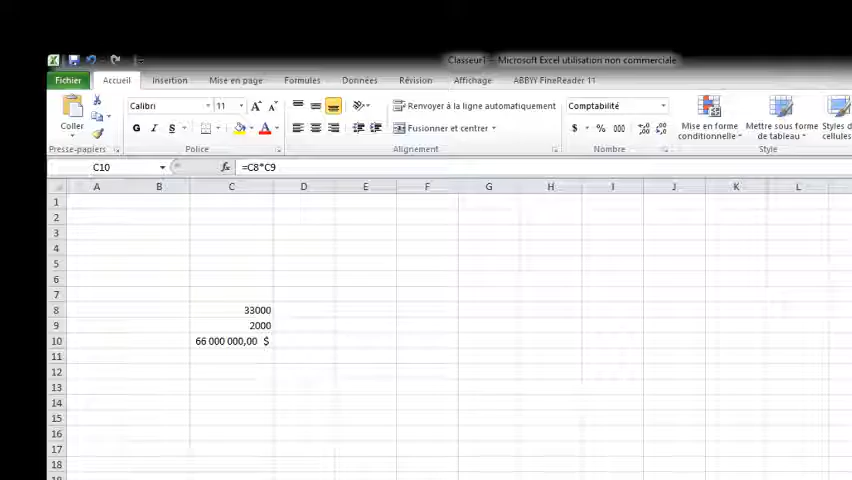 Classeur1 - Microsoft Excel utilisation non commerciale
Fichier Accueil Insertion Mise en page Formules Données Révision Affichage ABBYY FineReader 11
Calibri 11 Renvoyer à la ligne automatiquement Comptabilité
Coller G I S A Fusionner et centrer $ % 000 Mise en forme conditionnelle Mettre sous forme de tableau Styles de cellules
Presse-papiers Police Alignement Style
C10 fx =C8*C9
A B C D E F G H I J K L
1
2
3
4
5
6
7
8 33000
9 2000
10 66 000 000,00 $
11
12
13
14
15
16
17
18